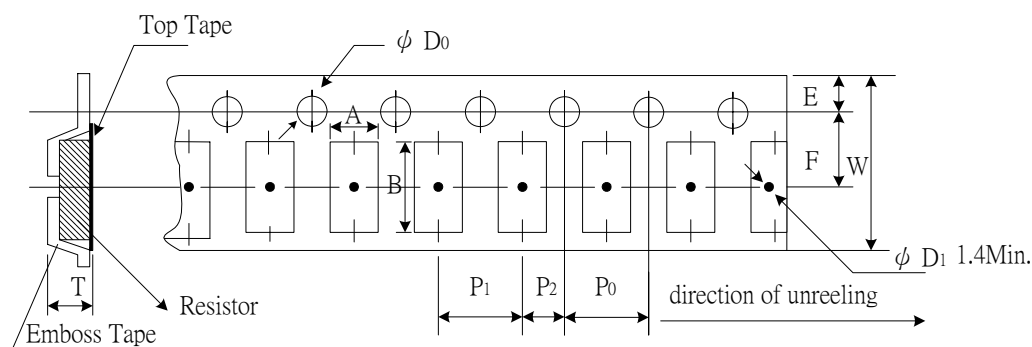 Top Tape
ϕ D0
E
A
F
W
B
ϕ D1 1.4Min.
T
P1
P2
P0
direction of unreeling
Resistor
Emboss Tape